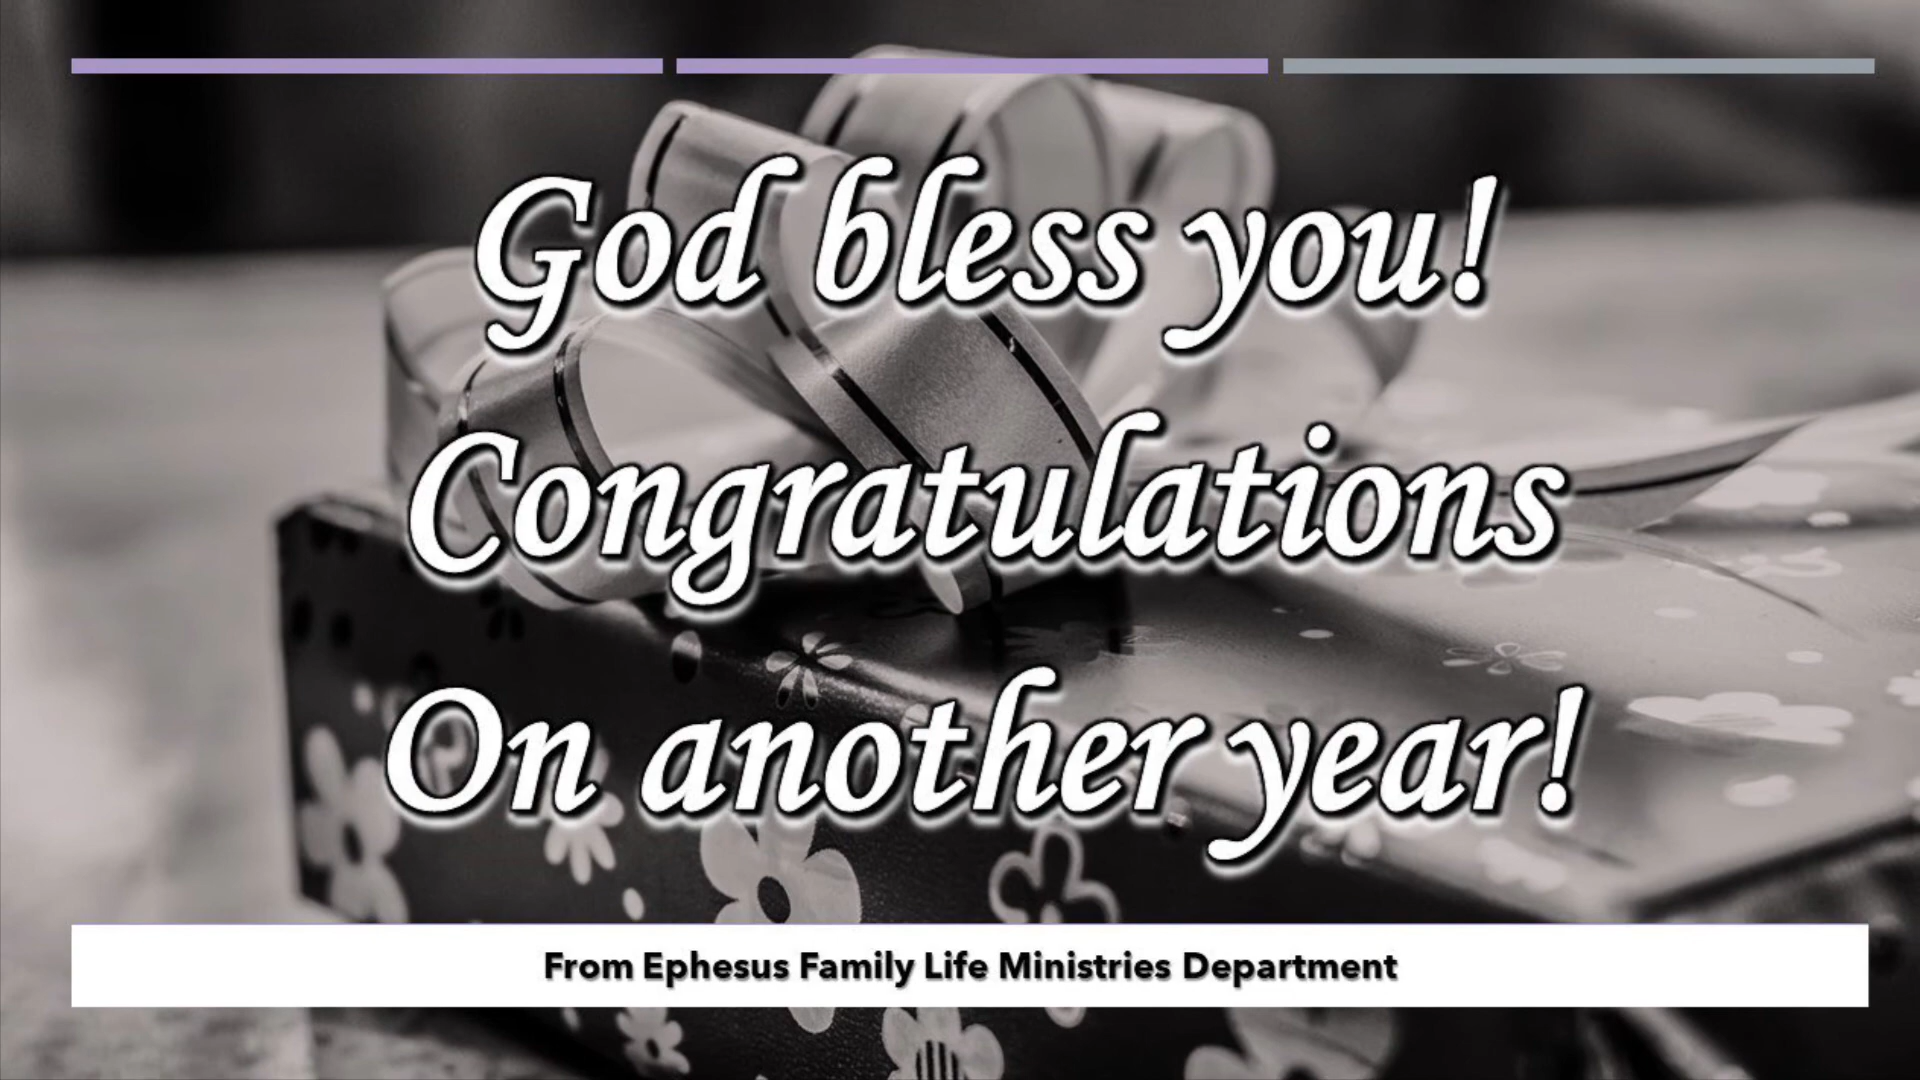 God bless you!
Congratulations
On another year!
From Ephesus Family Life Ministries Department